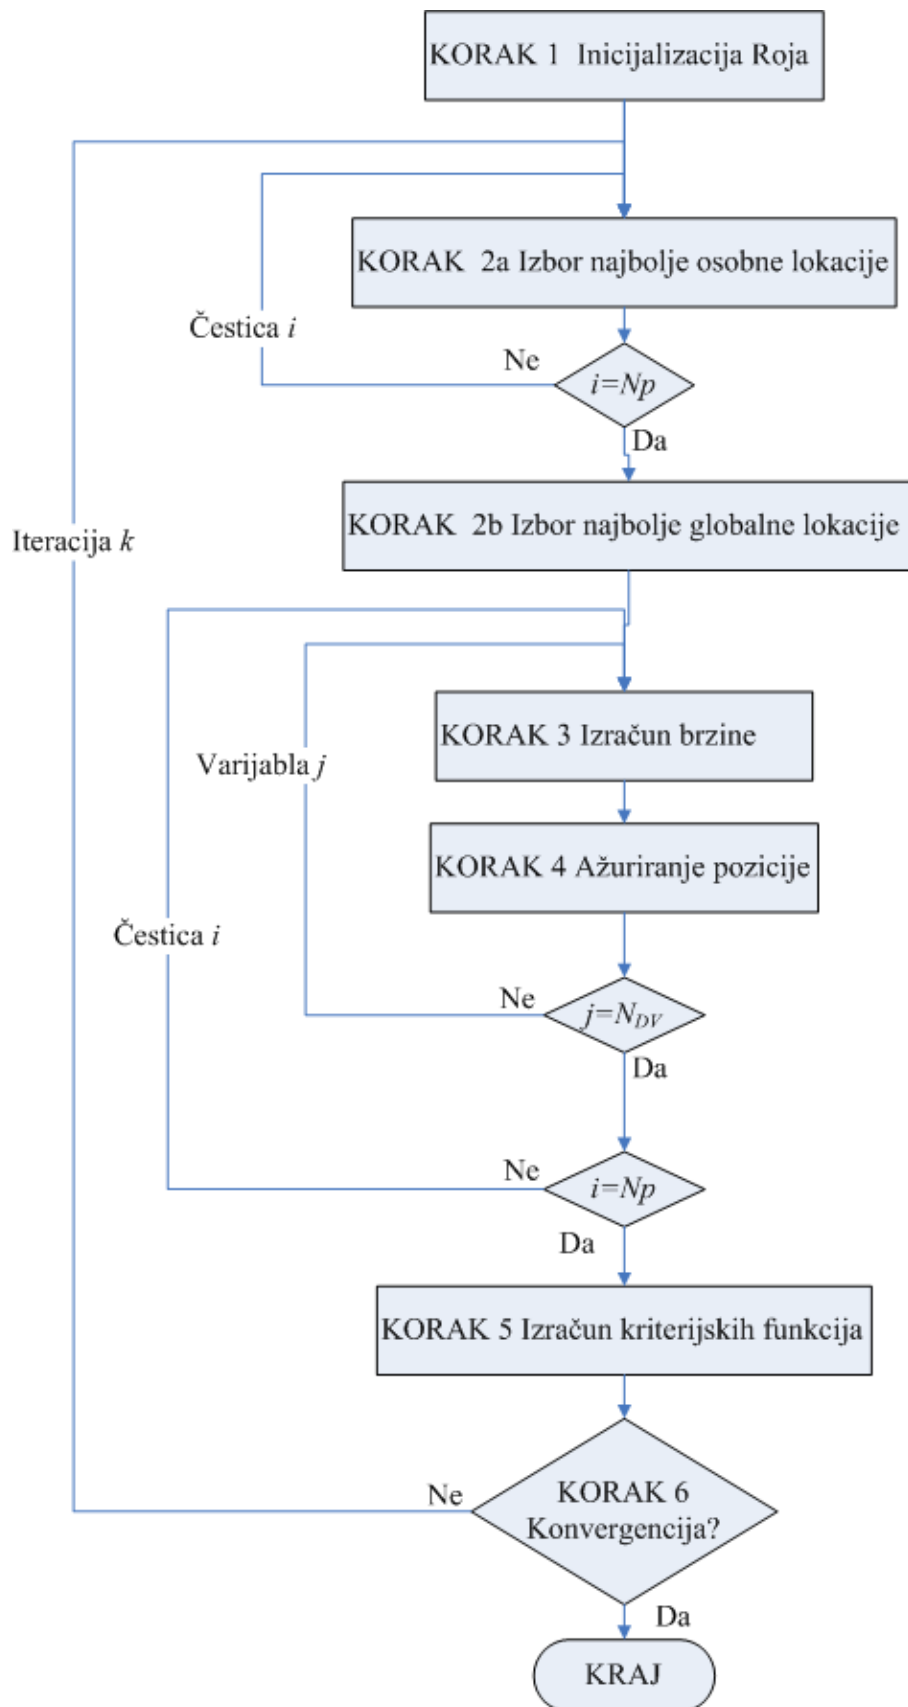 KORAK 1  Inicijalizacija Roja
KORAK  2a Izbor najbolje osobne lokacije
Čestica i
Ne
i=Np
Da
KORAK  2b Izbor najbolje globalne lokacije
Iteracija k
KORAK 3 Izračun brzine
Varijabla j
KORAK 4 Ažuriranje pozicije
Čestica i
Ne
j=NDV
Da
Ne
i=Np
Da
KORAK 5 Izračun kriterijskih funkcija
Ne
KORAK 6
Konvergencija?
Da
KRAJ